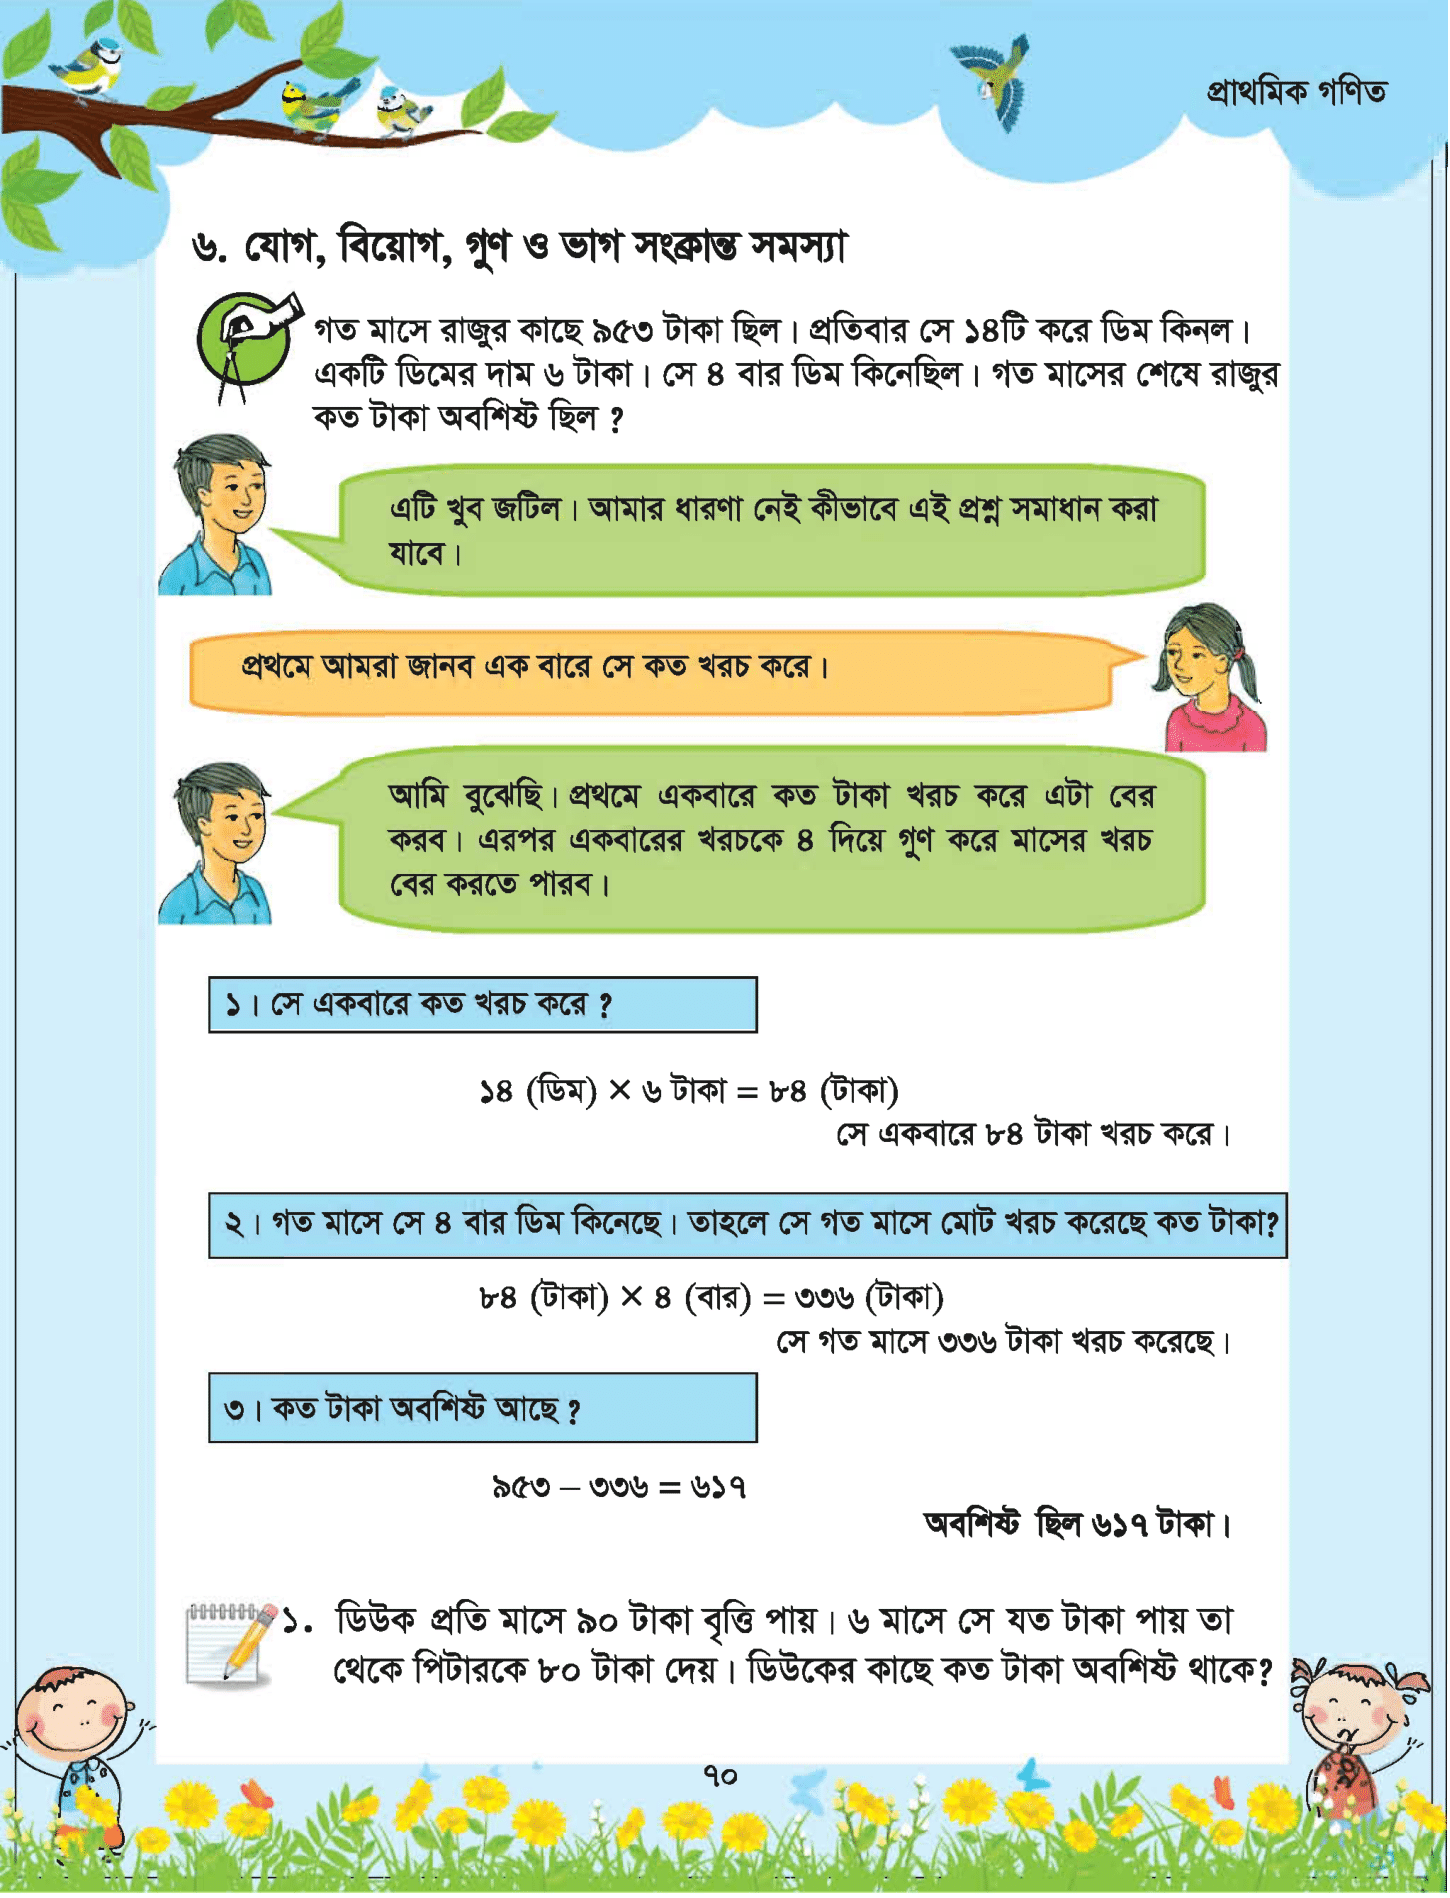 প্রাথমিক গণিত
৬. যোগ, বিয়োগ, গুণ ও ভাগ সংক্রান্ত সমস্যা
গত মাসে রাজুর কাছে ৯৫৩ টাকা ছিল। প্রতিবার সে ১৪টি করে ডিম কিনল।
একটি ডিমের দাম ৬ টাকা। সে ৪ বার ডিম কিনেছিল। গত মাসের শেষে রাজুর
কত টাকা অবশিষ্ট ছিল ?
এটি খুব জটিল। আমার ধারণা নেই কীভাবে এই প্রশ্ন সমাধান করা
যাবে।
প্রথমে আমরা জানব এক বারে সে কত খরচ করে।
আমি বুঝেছি। প্রথমে একবারে কত টাকা খরচ করে এটা বের
করব। এরপর একবারের খরচকে ৪ দিয়ে গুণ করে মাসের খরচ
বের করতে পারব।
১। সে একবারে কত খরচ করে ?
১৪ (ডিম) × ৬ টাকা = ৮৪ (টাকা)
সে একবারে ৮৪ টাকা খরচ করে।
২। গত মাসে সে ৪ বার ডিম কিনেছে। তাহলে সে গত মাসে মোট খরচ করেছে কত টাকা?
৮৪ (টাকা) × ৪ (বার) = ৩৩৬ (টাকা)
সে গত মাসে ৩৩৬ টাকা খরচ করেছে।
৩। কত টাকা অবশিষ্ট আছে ?
৯৫৩ – ৩৩৬ = ৬১৭
অবশিষ্ট ছিল ৬১৭ টাকা।
১. ডিউক প্রতি মাসে ৯০ টাকা বৃত্তি পায়। ৬ মাসে সে যত টাকা পায় তা
থেকে পিটারকে ৮০ টাকা দেয়। ডিউকের কাছে কত টাকা অবশিষ্ট থাকে?
৭০